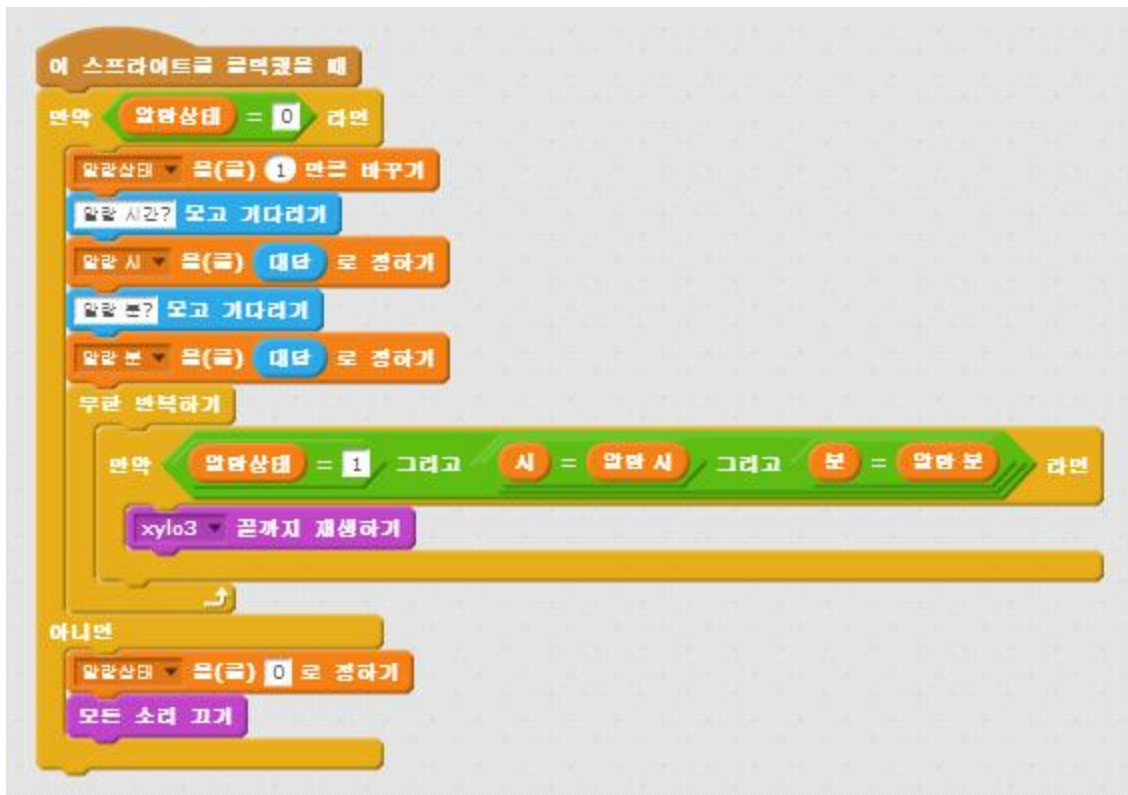 이 스프라이트를 클릭했을 때
만약 알람상태 = 0 라면
알람상태 을(를) 1 만큼 바꾸기
알람 시간? 묻고 기다리기
알람 시 을(를) 대답 로 정하기
알람 분? 묻고 기다리기
알람 분 을(를) 대답 로 정하기
무한 반복하기
만약 알람상태 = 1 그리고 시 = 알람 시 그리고 분 = 알람 분 라면
xylo3 끝까지 재생하기
아니면
알람상태 을(를) 0 로 정하기
모든 소리 끄기